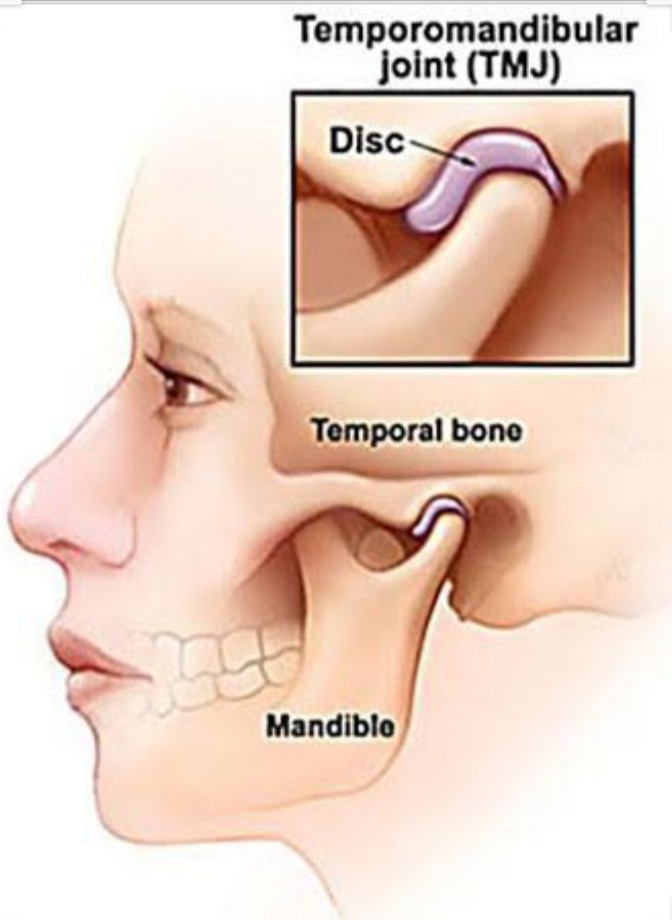 Temporomandibular
joint (TMJ)
Disc
Temporal bone
Mandible